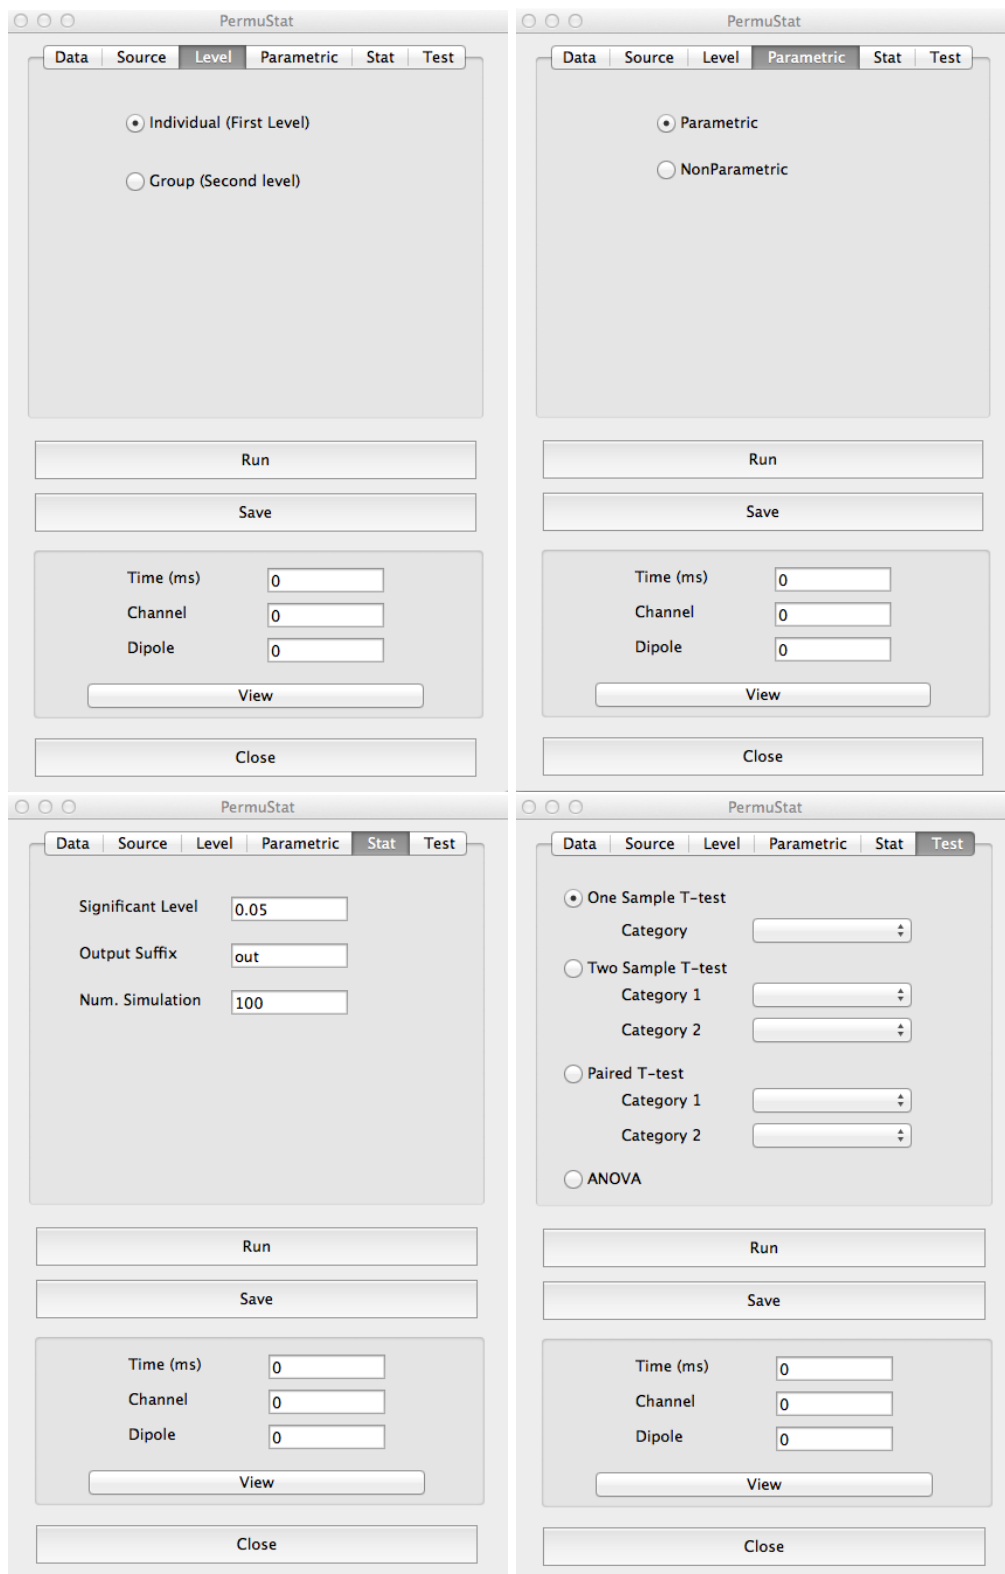 PermuStat
Data Source Level Parametric Stat Test
Individual (First Level)
Group (Second level)
Run
Save
Time (ms) 0
Channel 0
Dipole 0
View
Close
PermuStat
Data Source Level Parametric Stat Test
Parametric
NonParametric
Run
Save
Time (ms) 0
Channel 0
Dipole 0
View
Close
PermuStat
Data Source Level Parametric Stat Test
Significant Level 0.05
Output Suffix out
Num. Simulation 100
Run
Save
Time (ms) 0
Channel 0
Dipole 0
View
Close
PermuStat
Data Source Level Parametric Stat Test
One Sample T-test
Category
Two Sample T-test
Category 1
Category 2
Paired T-test
Category 1
Category 2
ANOVA
Run
Save
Time (ms) 0
Channel 0
Dipole 0
View
Close